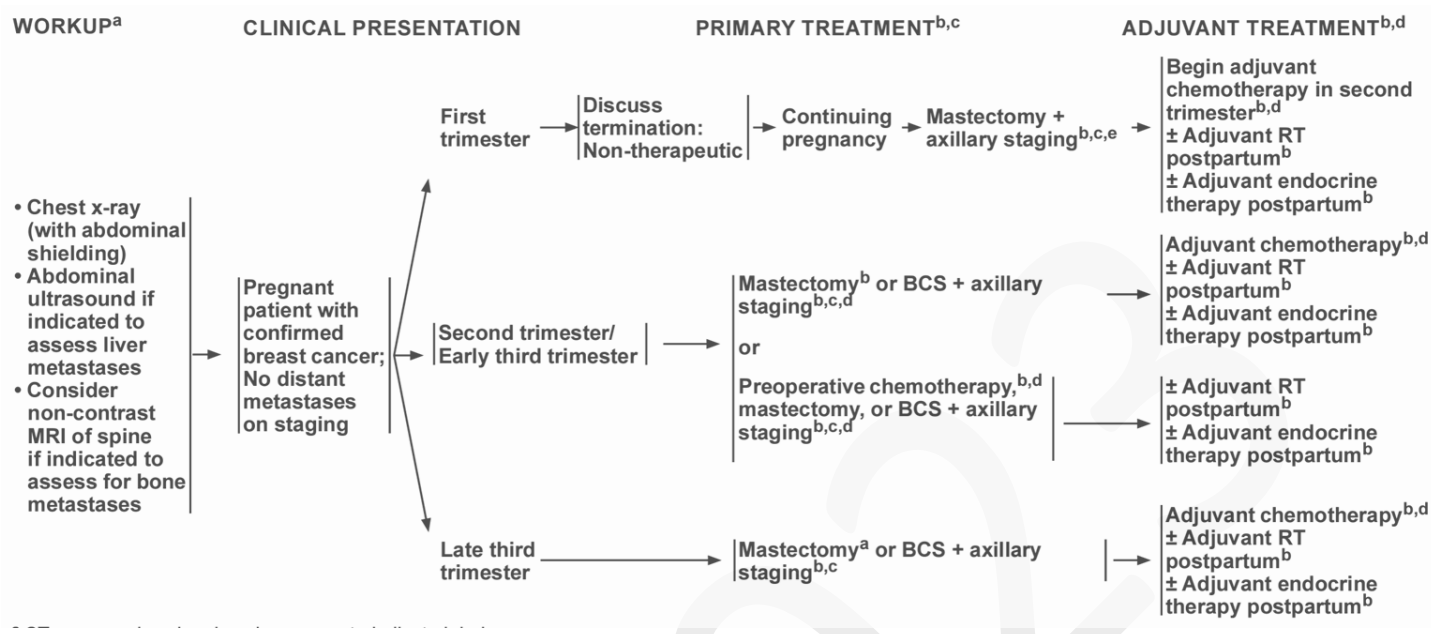 WORKUPa
CLINICAL PRESENTATION
PRIMARY TREATMENTb,c
ADJUVANT TREATMENTb,d
• Chest x-ray
(with abdominal
shielding)
• Abdominal
ultrasound if
indicated to
assess liver
metastases
• Consider
non-contrast
MRI of spine
if indicated to
assess for bone
metastases
Pregnant
patient with
confirmed
breast cancer;
No distant
metastases
on staging
First
trimester
Discuss
termination:
Non-therapeutic
Continuing
pregnancy
Mastectomy +
axillary stagingb,c,e
Begin adjuvant
chemotherapy in second
trimesterb,d
± Adjuvant RT
postpartumb
± Adjuvant endocrine
therapy postpartumb
Second trimester/
Early third trimester
Mastectomyb or BCS + axillary
stagingb,c,d
Adjuvant chemotherapyb,d
± Adjuvant RT
postpartumb
± Adjuvant endocrine
therapy postpartumb
or
Preoperative chemotherapy,b,d
mastectomy, or BCS + axillary
stagingb,c,d
± Adjuvant RT
postpartumb
± Adjuvant endocrine
therapy postpartumb
Late third
trimester
Mastectomya or BCS + axillary
stagingb,c
Adjuvant chemotherapyb,d
± Adjuvant RT
postpartumb
± Adjuvant endocrine
therapy postpartumb